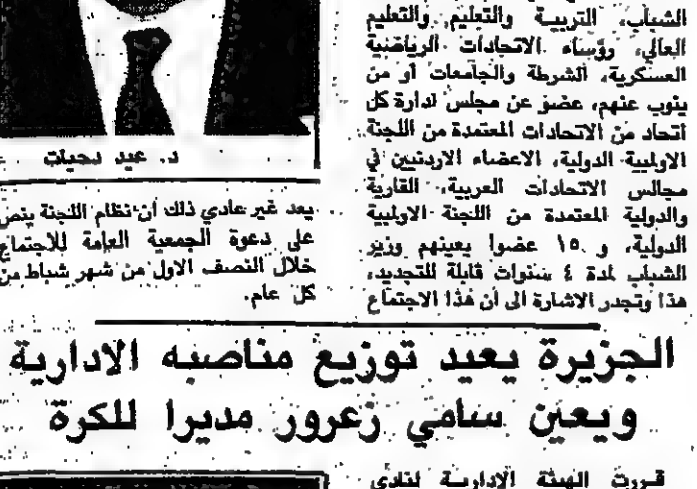 الشباب، التربية والتعليم والتعليم
العالي، رؤساء الاتحادات الرياضية
العسكرية، الشرطة والجامعات او من
ينوب عنهم، عضو عن مجلس ادارة كل
اتحاد من الاتحادات المعتمدة من اللجنة
الاولمبية الدولية، الاعضاء الاردنيين في
مجالس الاتحادات العربية، القارية
والدولية المعتمدة من اللجنة الاولمبية
الدولية، و ١٥ عضوا يعينهم وزير
الشباب لمدة ٤ سنوات قابلة للتجديد،
هذا وتجدر الاشارة الى أن هذا الاجتماع
د. عيد دحيات
يعد غير عادي ذلك ان نظام اللجنة ينص
على دعوة الجمعية العامة للاجتماع
خلال النصف الاول من شهر شباط من
كل عام.
الجزيرة يعيد توزيع مناصبه الادارية
ويعين سامي زعرور مديرا للكرة
قررت الهيئة الادارية لنادي